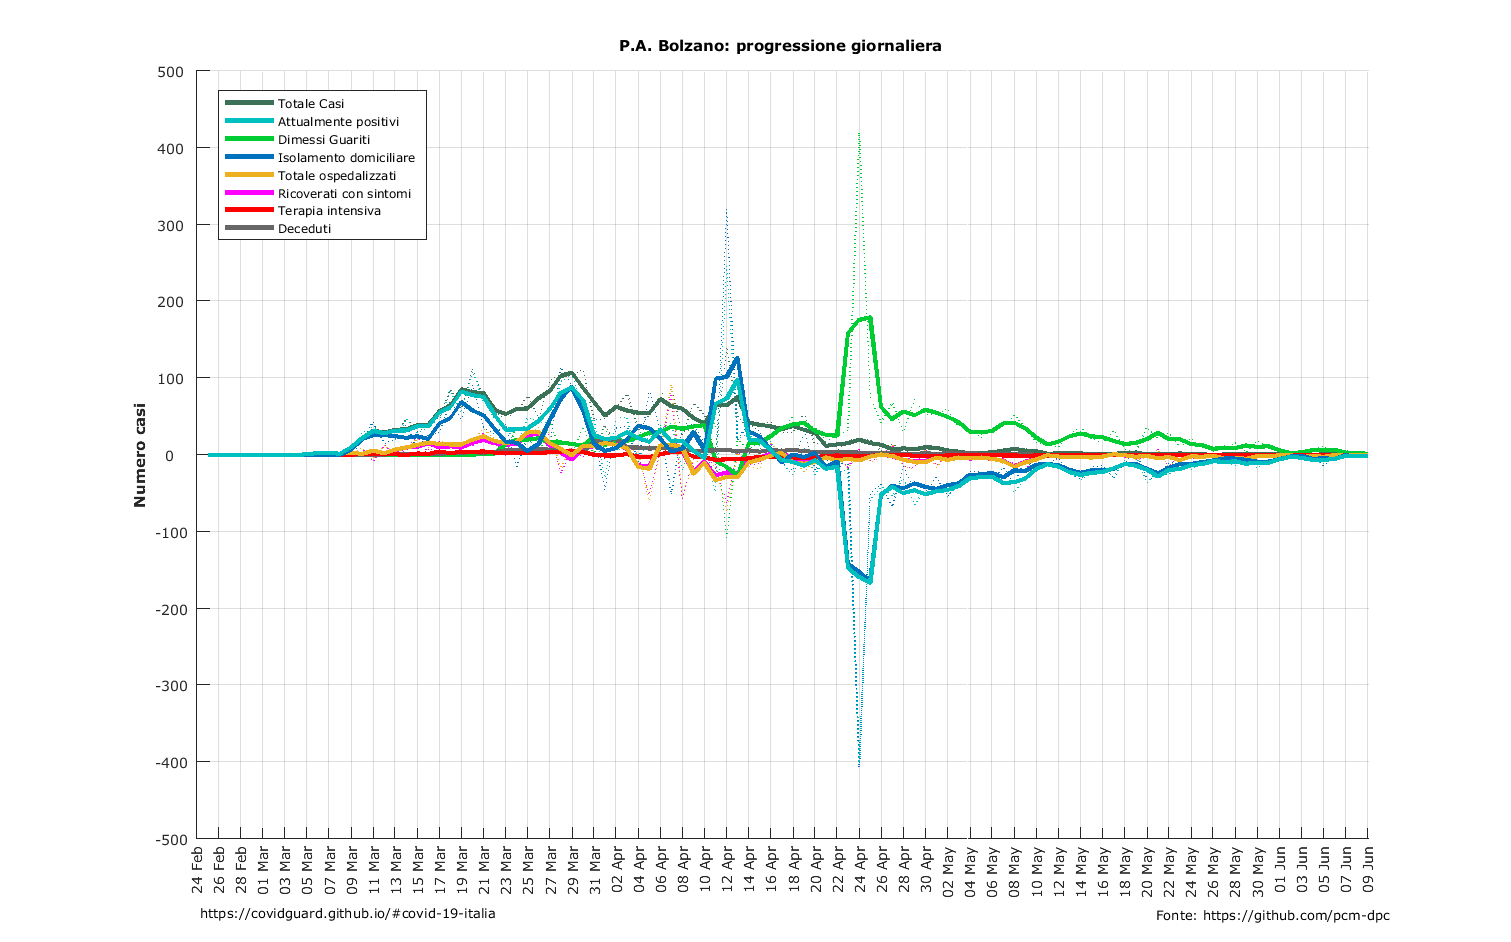 P.A. Bolzano: progressione giornaliera
500
400
300
200
100
0
-100
-200
-300
-400
-500
Numero casi
Totale Casi
Attualmente positivi
Dimessi Guariti
Isolamento domiciliare
Totale ospedalizzati
Ricoverati con sintomi
Terapia intensiva
Deceduti
24 Feb
26 Feb
28 Feb
01 Mar
03 Mar
05 Mar
07 Mar
09 Mar
11 Mar
13 Mar
15 Mar
17 Mar
19 Mar
21 Mar
23 Mar
25 Mar
27 Mar
29 Mar
31 Mar
02 Apr
04 Apr
06 Apr
08 Apr
10 Apr
12 Apr
14 Apr
16 Apr
18 Apr
20 Apr
22 Apr
24 Apr
26 Apr
28 Apr
30 Apr
02 May
04 May
06 May
08 May
10 May
12 May
14 May
16 May
18 May
20 May
22 May
24 May
26 May
28 May
30 May
01 Jun
03 Jun
05 Jun
07 Jun
09 Jun
https://covidguard.github.io/#covid-19-italia
Fonte: https://github.com/pcm-dpc